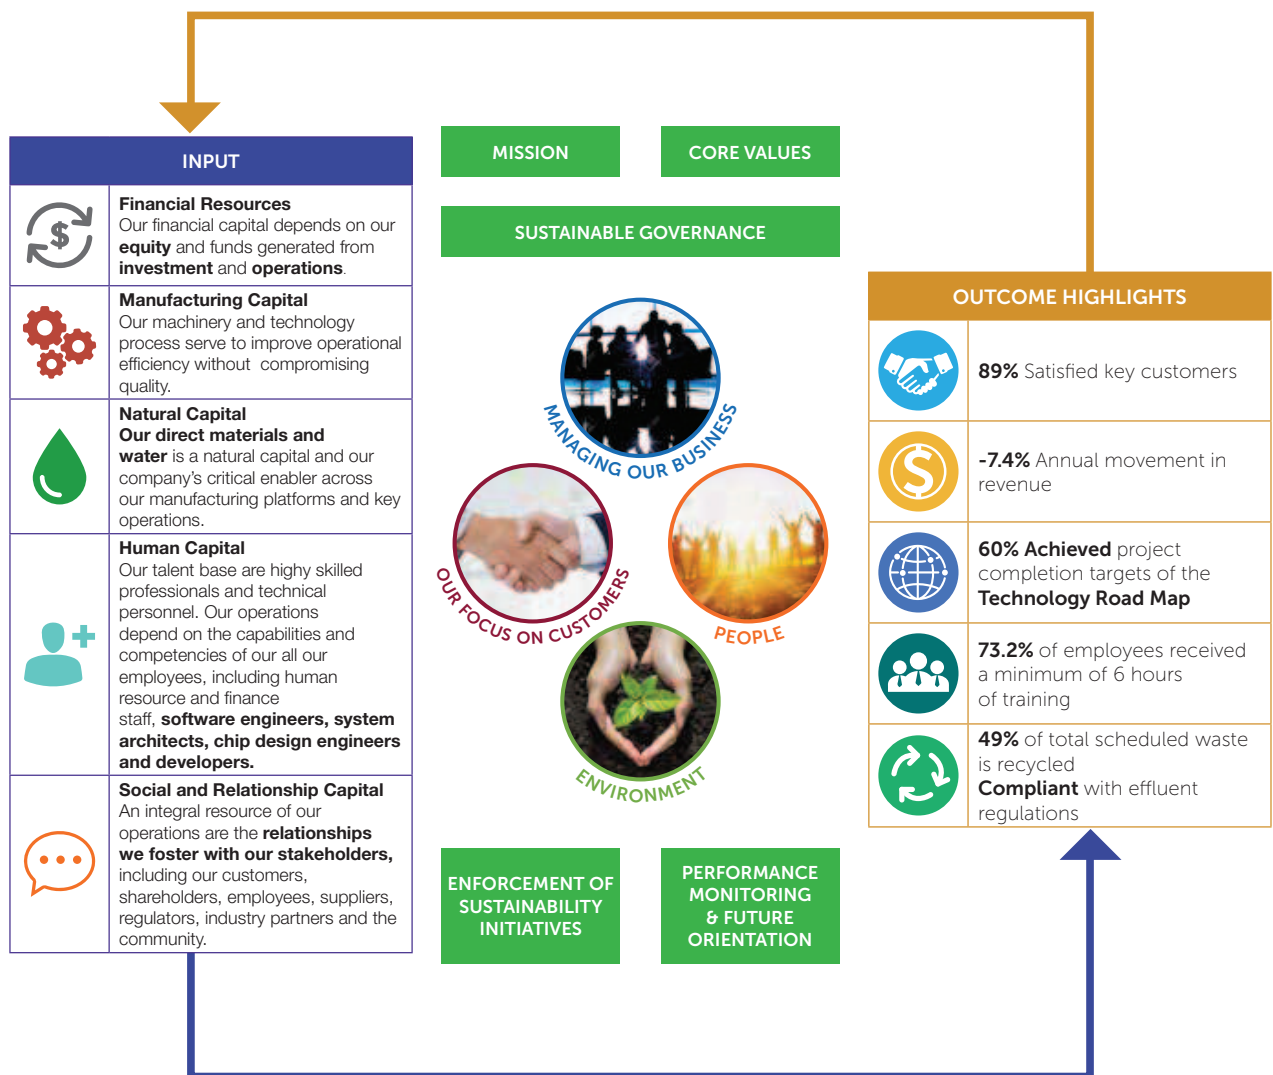 INPUT
Financial Resources
Our financial capital depends on our
equity and funds generated from
investment and operations.
Manufacturing Capital
Our machinery and technology
process serve to improve operational
efficiency without compromising
quality.
Natural Capital
Our direct materials and
water is a natural capital and our
company's critical enabler across
our manufacturing platforms and key
operations.
Human Capital
Our talent base are highy skilled
professionals and technical
personnel. Our operations
depend on the capabilities and
competencies of our all our
employees, including human
resource and finance
staff, software engineers, system
architects, chip design engineers
and developers.
Social and Relationship Capital
An integral resource of our
operations are the relationships
we foster with our stakeholders,
including our customers,
shareholders, employees, suppliers,
regulators, industry partners and the
community.
MISSION
CORE VALUES
SUSTAINABLE GOVERNANCE
$
MANAGING OUR BUSINESS
OUR FOCUS ON CUSTOMERS
PEOPLE
ENVIRONMENT
ENFORCEMENT OF
SUSTAINABILITY
INITIATIVES
PERFORMANCE
MONITORING
& FUTURE
ORIENTATION
OUTCOME HIGHLIGHTS
89% Satisfied key customers
$
-7.4% Annual movement in
revenue
60% Achieved project
completion targets of the
Technology Road Map
73.2% of employees received
a minimum of 6 hours
of training
49% of total scheduled waste
is recycled
Compliant with effluent
regulations